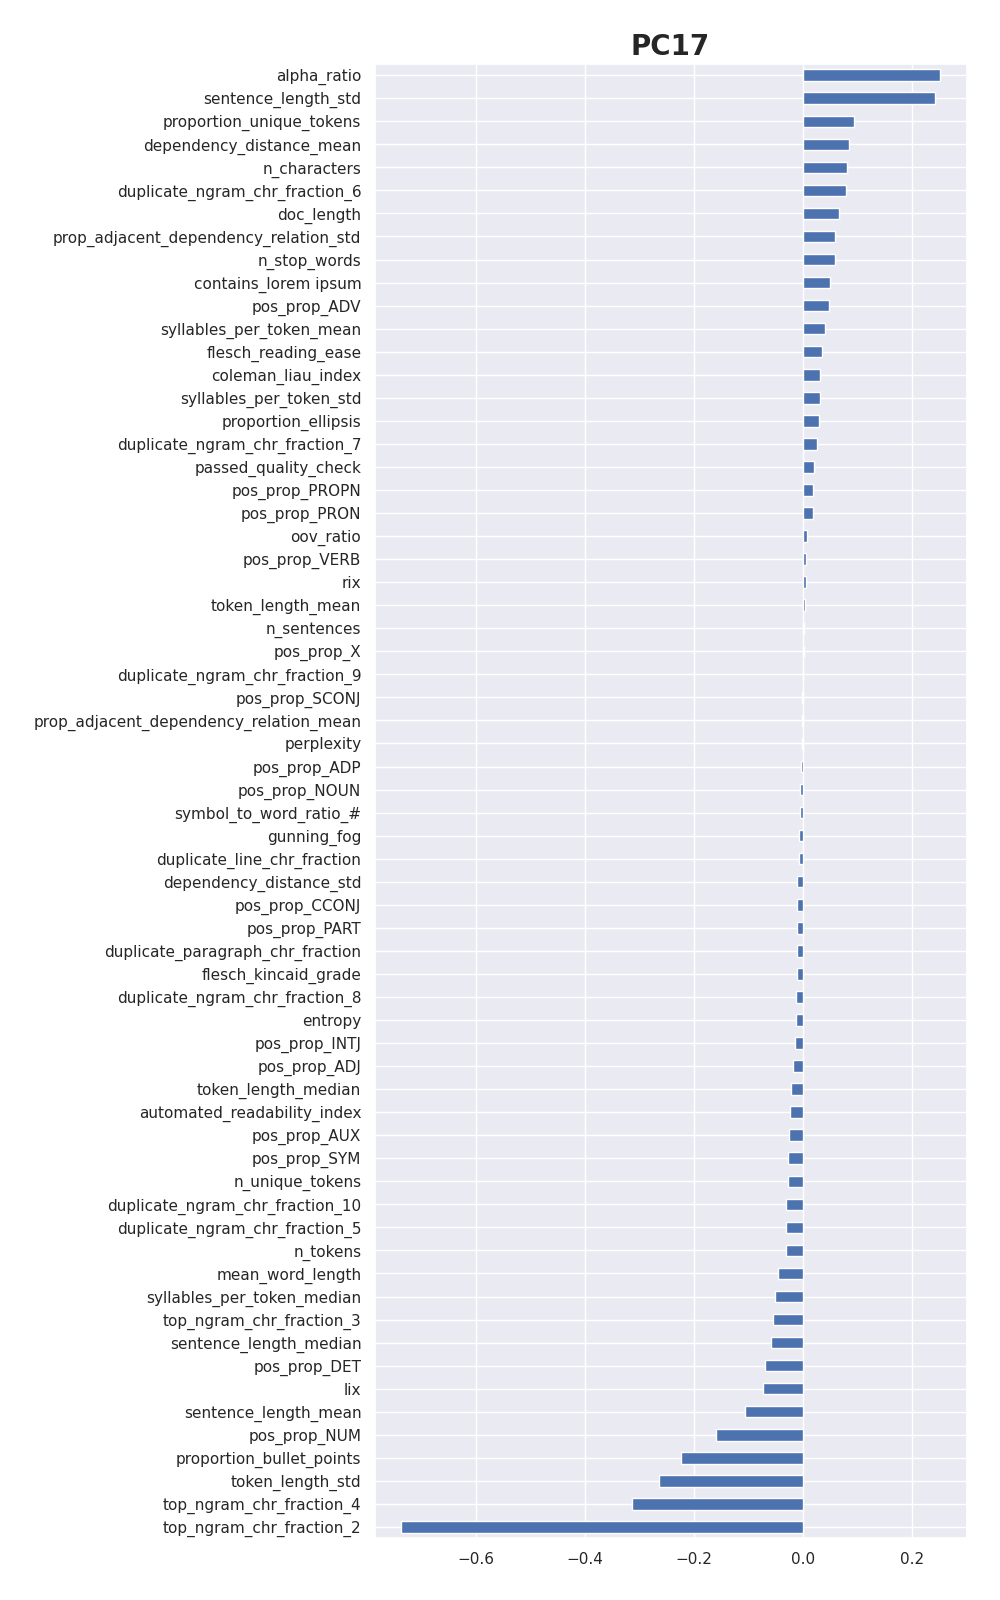 PC17
alpha_ratio
sentence_length_std
proportion_unique_tokens
dependency_distance_mean
n_characters
duplicate_ngram_chr_fraction_6
doc_length
prop_adjacent_dependency_relation_std
n_stop_words
contains_lorem ipsum
pos_prop_ADV
syllables_per_token_mean
flesch_reading_ease
coleman_liau_index
syllables_per_token_std
proportion_ellipsis
duplicate_ngram_chr_fraction_7
passed_quality_check
pos_prop_PROPN
pos_prop_PRON
oov_ratio
pos_prop_VERB
rix
token_length_mean
n_sentences
pos_prop_X
duplicate_ngram_chr_fraction_9
pos_prop_SCONJ
prop_adjacent_dependency_relation_mean
perplexity
pos_prop_ADP
pos_prop_NOUN
symbol_to_word_ratio_#
gunning_fog
duplicate_line_chr_fraction
dependency_distance_std
pos_prop_CCONJ
pos_prop_PART
duplicate_paragraph_chr_fraction
flesch_kincaid_grade
duplicate_ngram_chr_fraction_8
entropy
pos_prop_INTJ
pos_prop_ADJ
token_length_median
automated_readability_index
pos_prop_AUX
pos_prop_SYM
n_unique_tokens
duplicate_ngram_chr_fraction_10
duplicate_ngram_chr_fraction_5
n_tokens
mean_word_length
syllables_per_token_median
top_ngram_chr_fraction_3
sentence_length_median
pos_prop_DET
lix
sentence_length_mean
pos_prop_NUM
proportion_bullet_points
token_length_std
top_ngram_chr_fraction_4
top_ngram_chr_fraction_2
−0.6 −0.4 −0.2 0.0 0.2